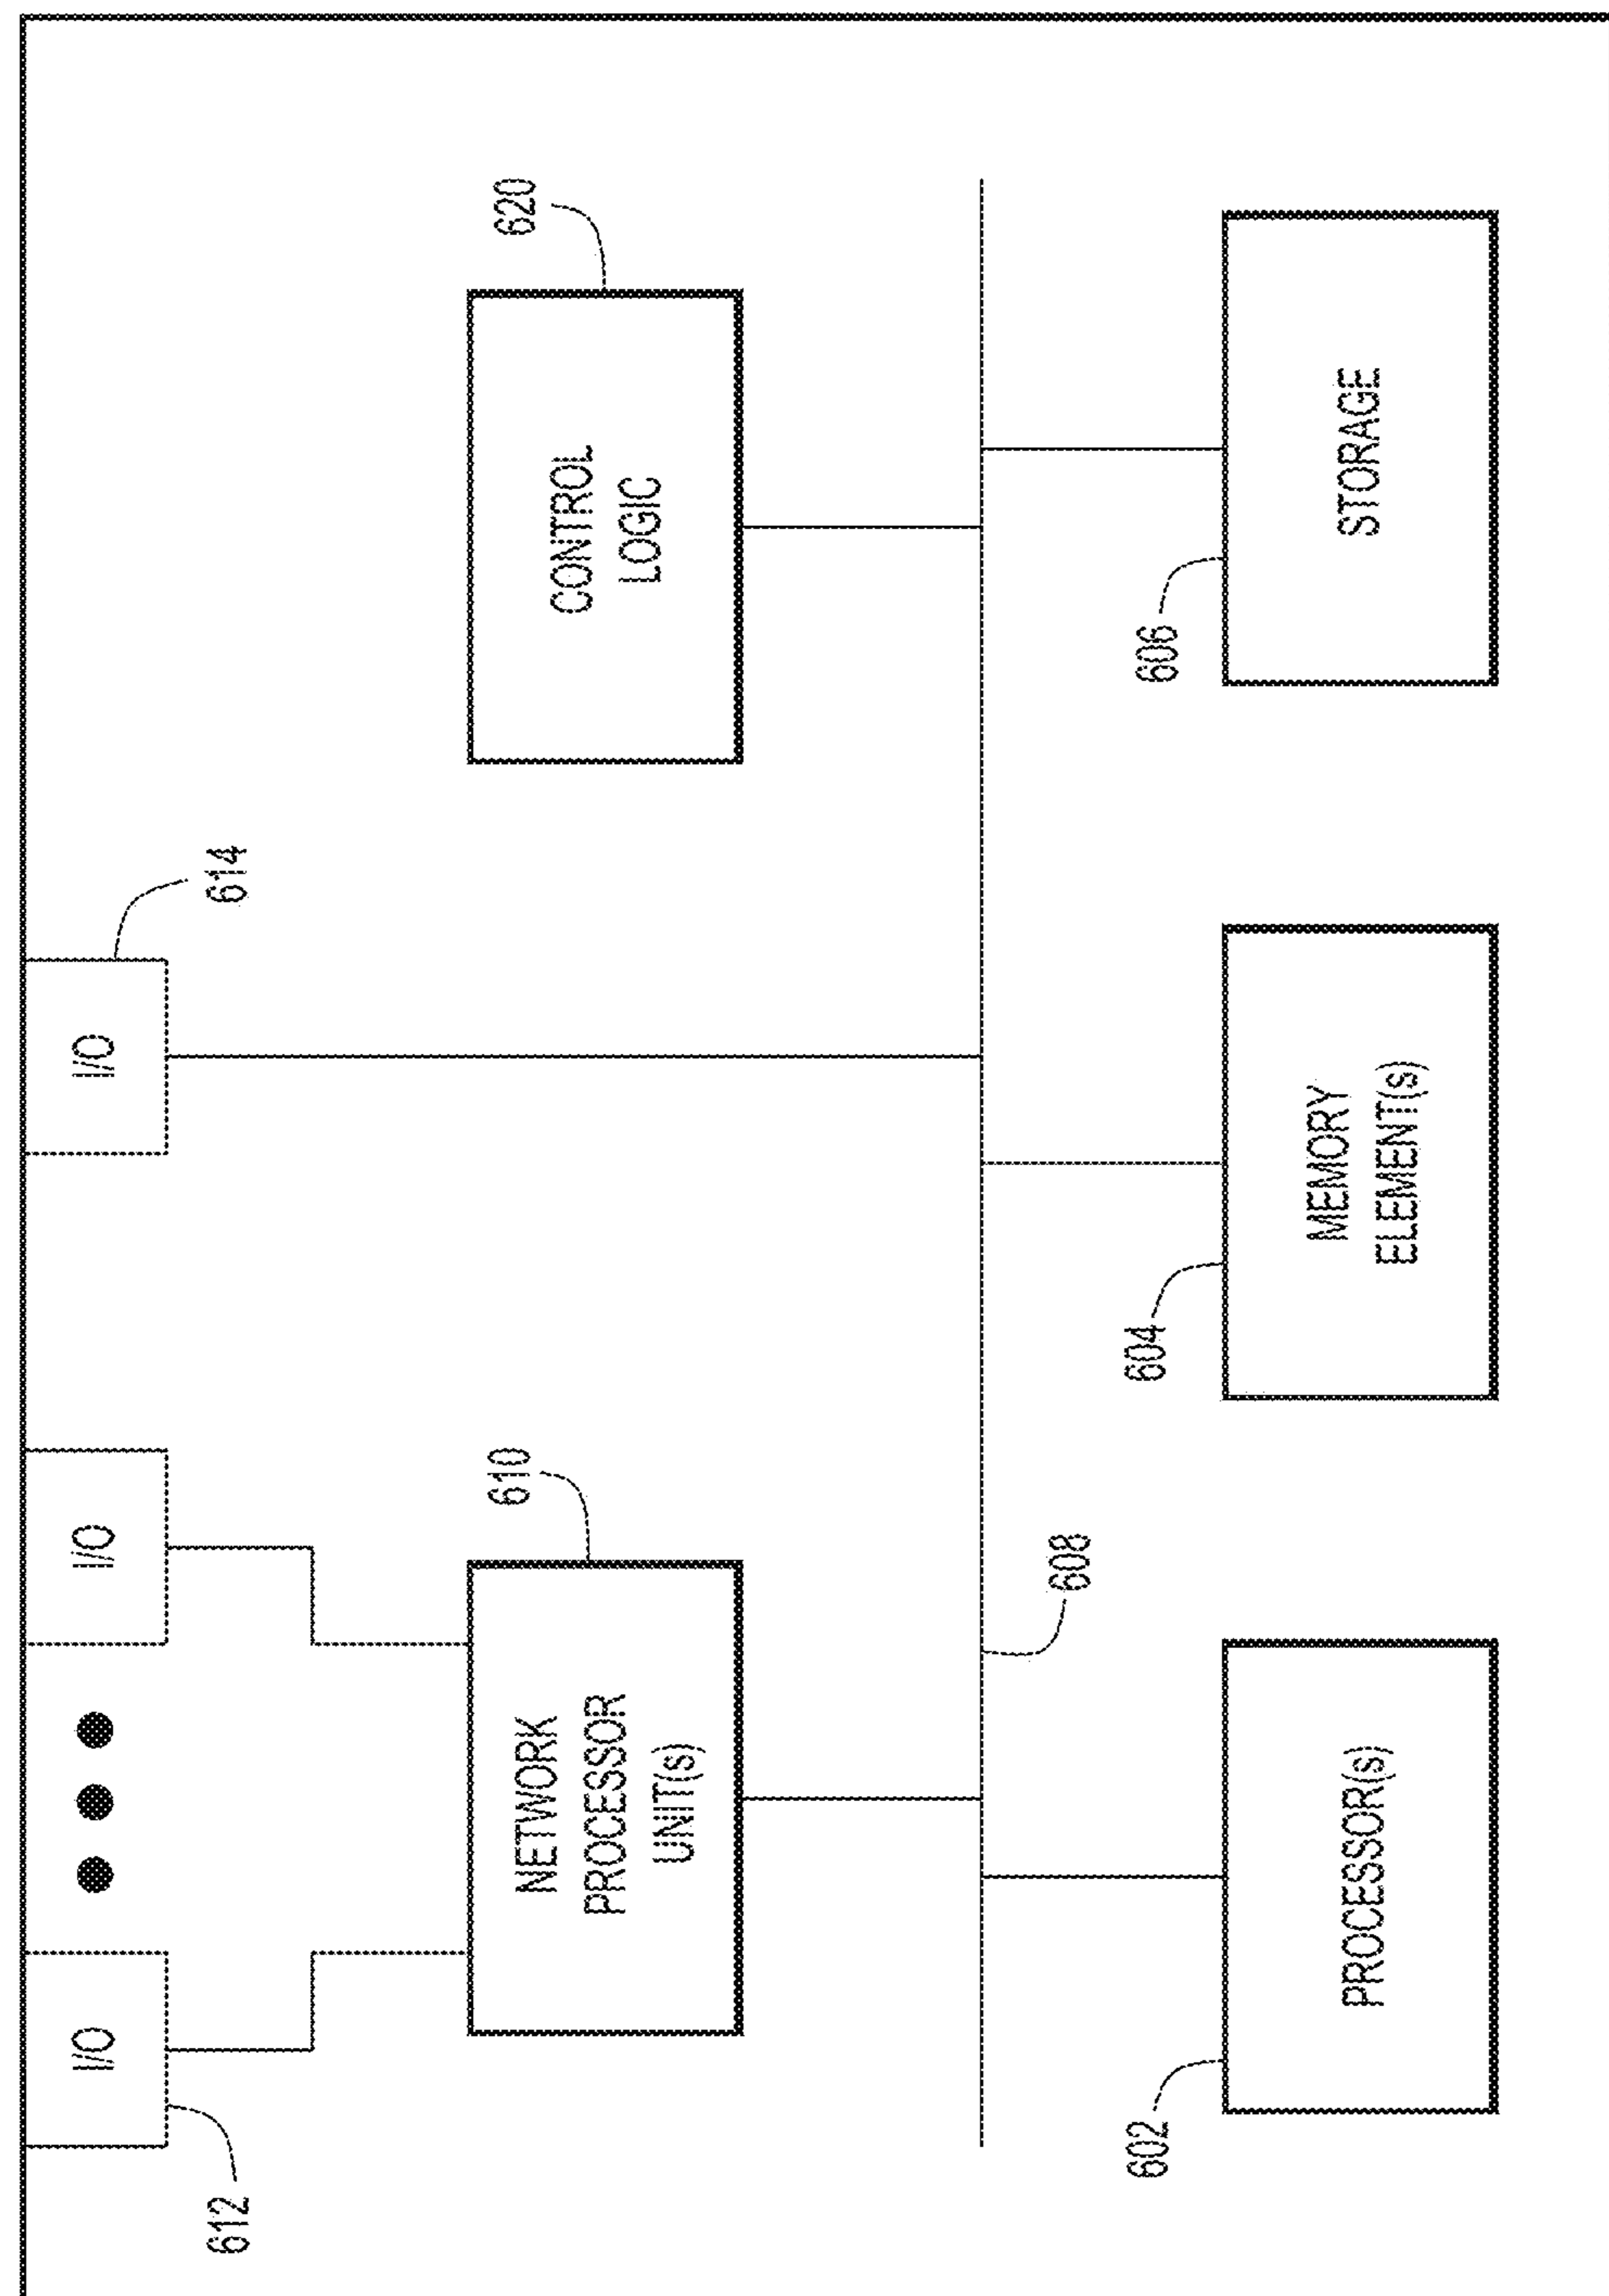 I/O
I/O
I/O
612
614
610
NETWORK
PROCESSOR
UNIT(s)
620
CONTROL
LOGIC
608
602
PROCESSOR(s)
604
MEMORY
ELEMENT(s)
606
STORAGE